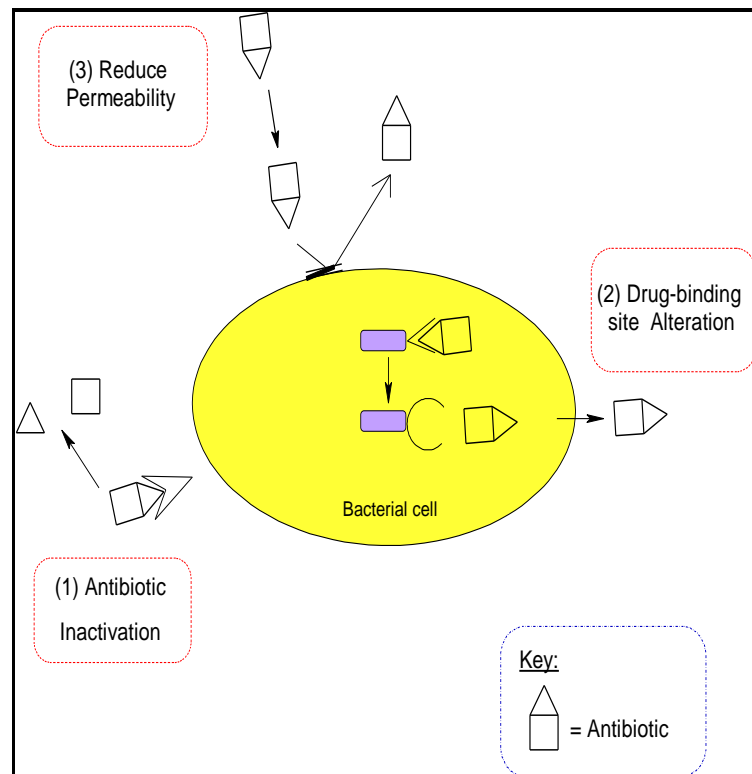 (3) Reduce
Permeability
(2) Drug-binding
site Alteration
Bacterial cell
(1) Antibiotic
Inactivation
Key:
= Antibiotic